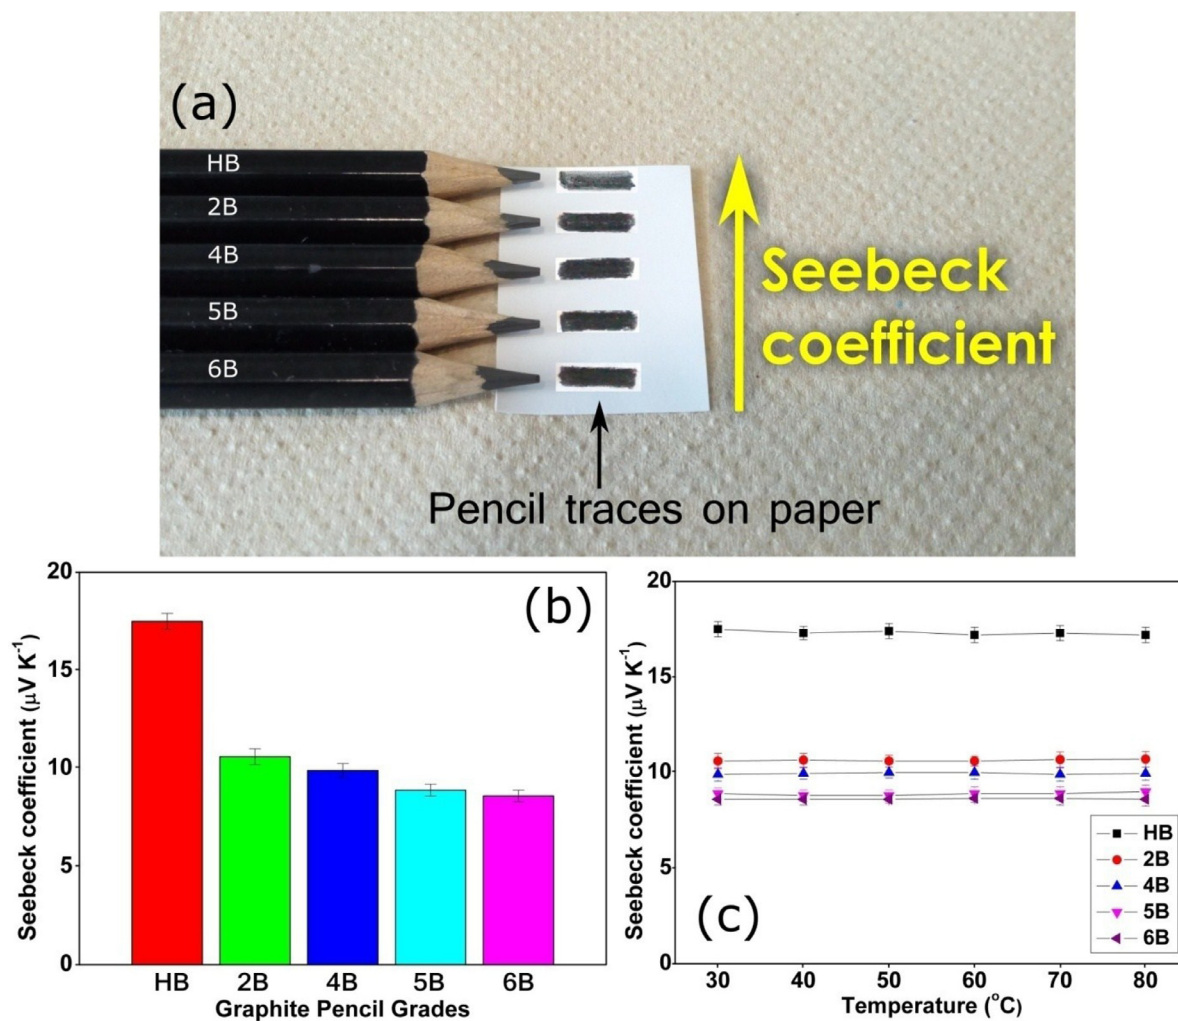 (a)
HB
2B
4B
5B
6B
Seebeck
coefficient
Pencil traces on paper
(b)
Seebeck coefficient (μV K⁻¹)
20
15
10
5
0
HB 2B 4B 5B 6B
Graphite Pencil Grades
(c)
Seebeck coefficient (μV K⁻¹)
20
15
10
5
0
HB
2B
4B
5B
6B
30 40 50 60 70 80
Temperature (°C)